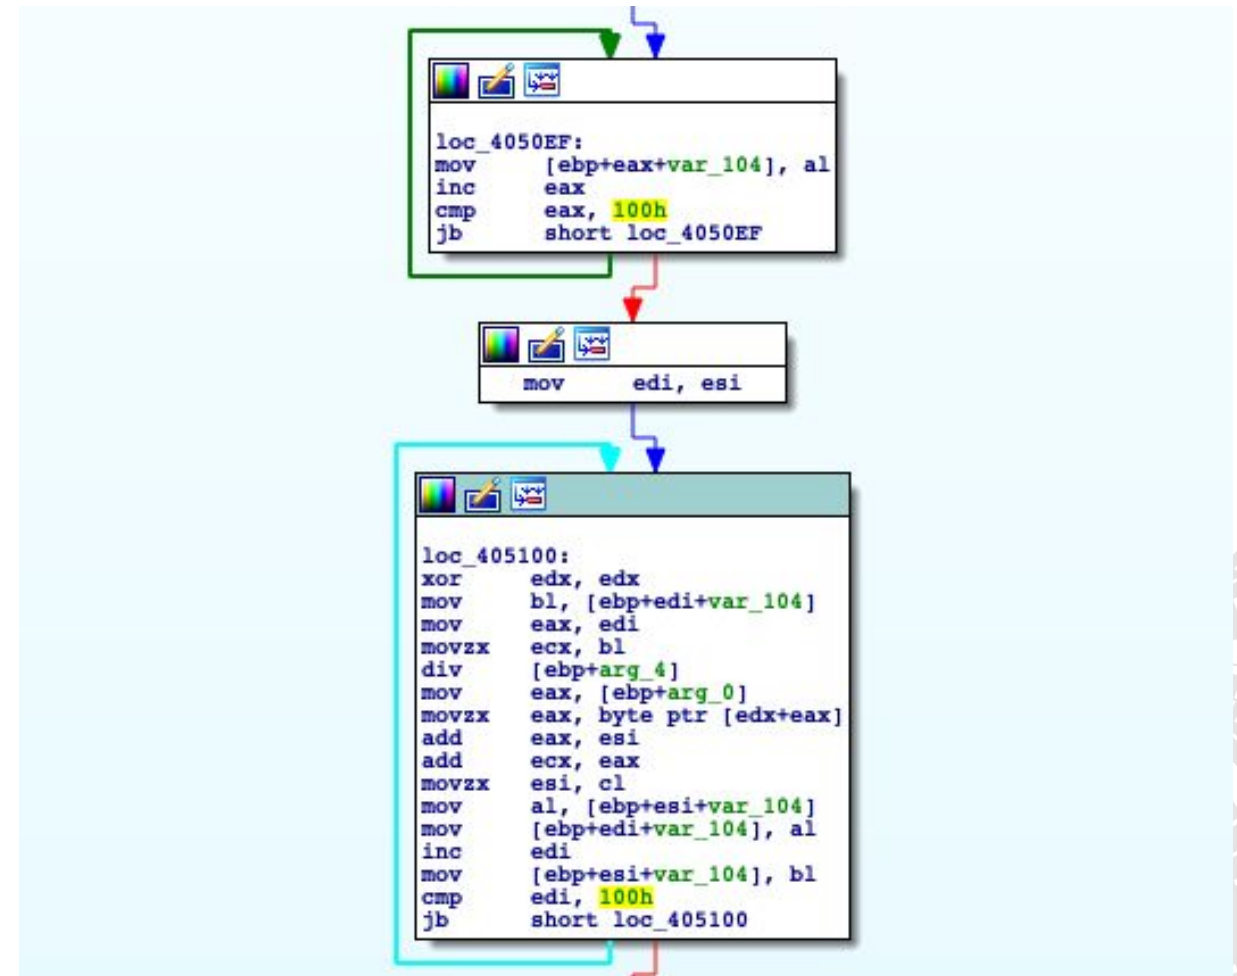 loc_4050EF:
mov [ebp+eax+var_104], al
inc eax
cmp eax, 100h
jb short loc_4050EF
mov edi, esi
loc_405100:
xor edx, edx
mov bl, [ebp+edi+var_104]
mov eax, edi
movzx ecx, bl
div [ebp+arg_4]
mov eax, [ebp+arg_0]
movzx eax, byte ptr [edx+eax]
add eax, esi
add ecx, eax
movzx esi, cl
mov al, [ebp+esi+var_104]
mov [ebp+edi+var_104], al
inc edi
mov [ebp+esi+var_104], bl
cmp edi, 100h
jb short loc_405100